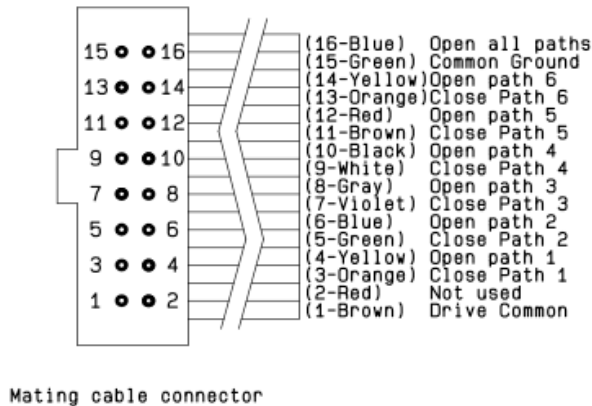 15 16 (16-Blue) Open all paths
(15-Green) Common Ground
13 14 (14-Yellow) Open path 6
(13-Orange) Close Path 6
11 12 (12-Red) Open path 5
(11-Brown) Close Path 5
9 10 (10-Black) Open path 4
(9-White) Close Path 4
7 8 (8-Gray) Open path 3
(7-Violet) Close Path 3
5 6 (6-Blue) Open path 2
(5-Green) Close Path 2
3 4 (4-Yellow) Open path 1
(3-Orange) Close Path 1
1 2 (2-Red) Not used
(1-Brown) Drive Common
Mating cable connector